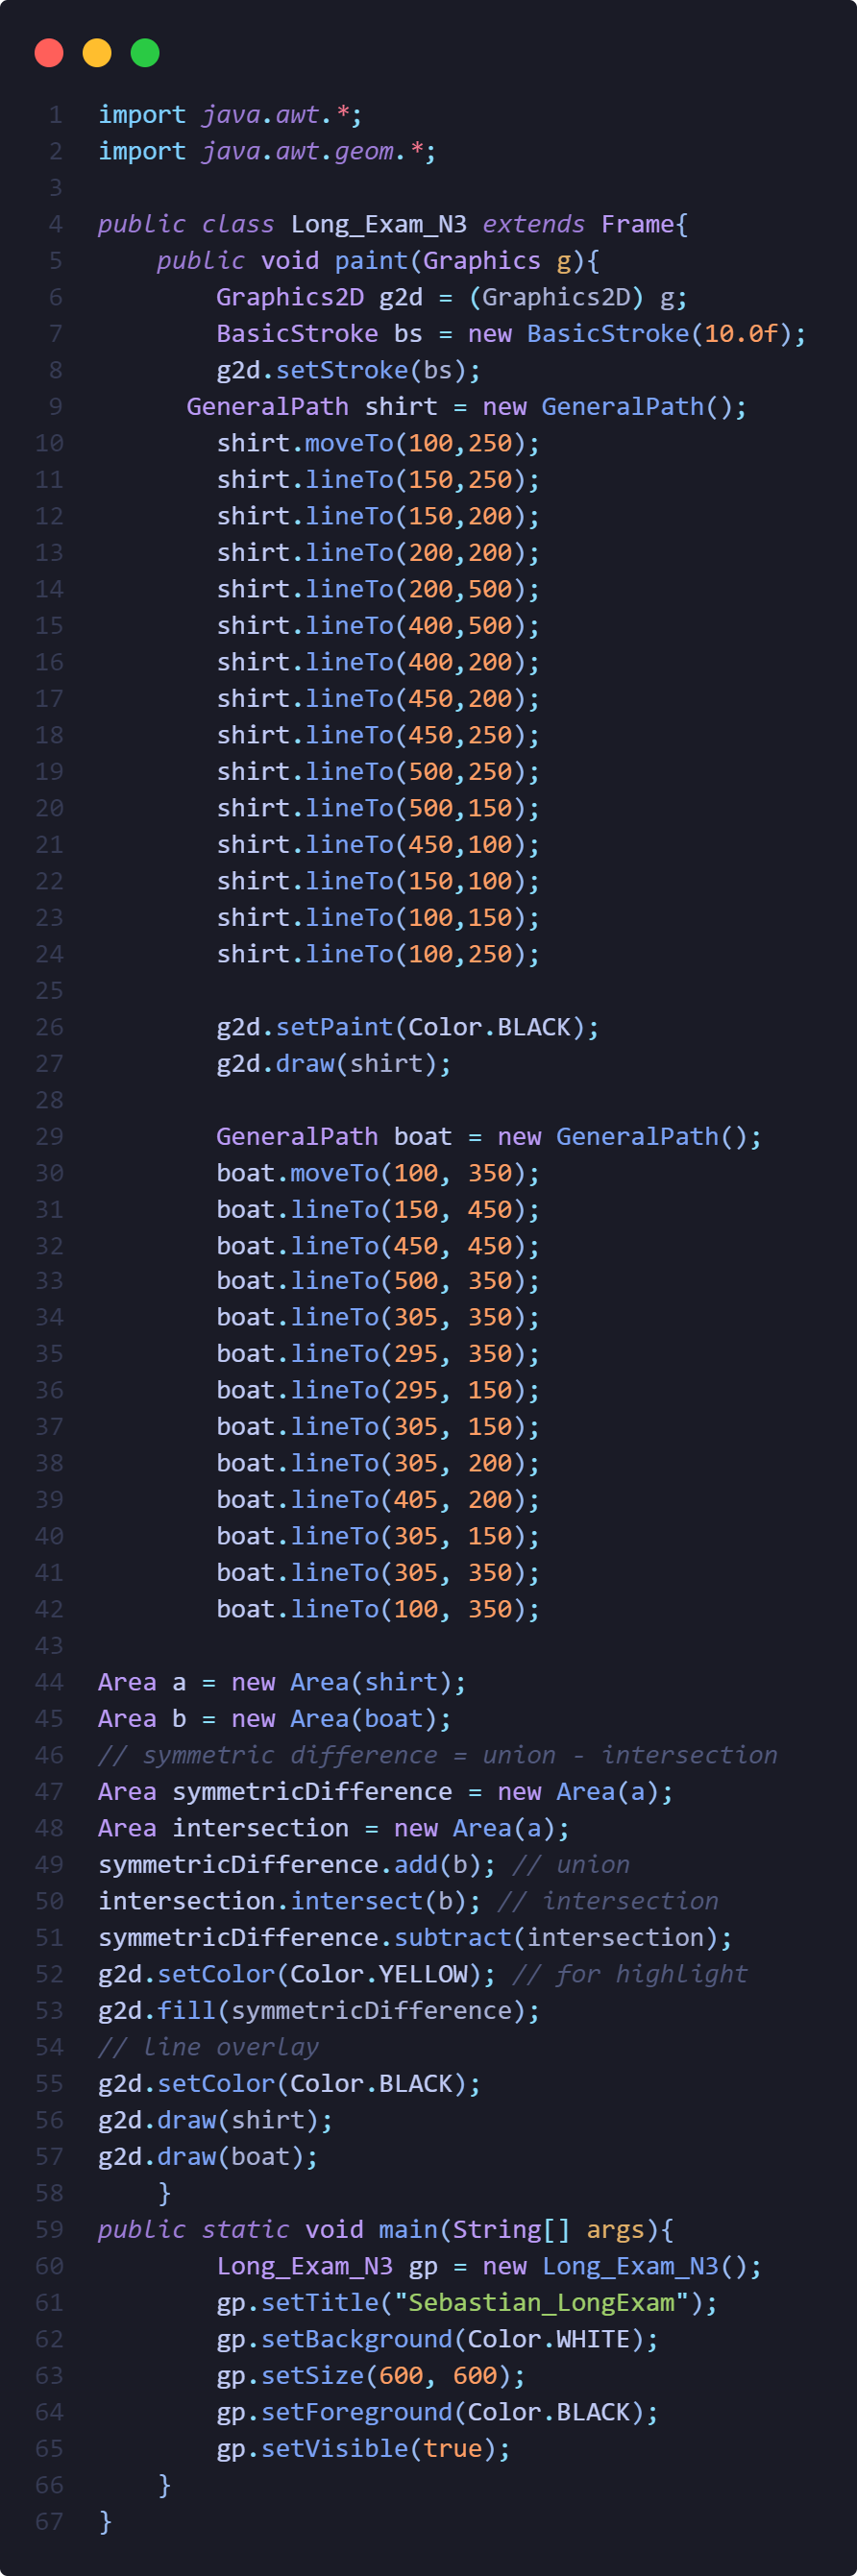 1 import java.awt.*;
2 import java.awt.geom.*;
3
4 public class Long_Exam_N3 extends Frame{
5     public void paint(Graphics g){
6         Graphics2D g2d = (Graphics2D) g;
7         BasicStroke bs = new BasicStroke(10.0f);
8         g2d.setStroke(bs);
9       GeneralPath shirt = new GeneralPath();
10         shirt.moveTo(100,250);
11         shirt.lineTo(150,250);
12         shirt.lineTo(150,200);
13         shirt.lineTo(200,200);
14         shirt.lineTo(200,500);
15         shirt.lineTo(400,500);
16         shirt.lineTo(400,200);
17         shirt.lineTo(450,200);
18         shirt.lineTo(450,250);
19         shirt.lineTo(500,250);
20         shirt.lineTo(500,150);
21         shirt.lineTo(450,100);
22         shirt.lineTo(150,100);
23         shirt.lineTo(100,150);
24         shirt.lineTo(100,250);
25
26         g2d.setPaint(Color.BLACK);
27         g2d.draw(shirt);
28
29         GeneralPath boat = new GeneralPath();
30         boat.moveTo(100, 350);
31         boat.lineTo(150, 450);
32         boat.lineTo(450, 450);
33         boat.lineTo(500, 350);
34         boat.lineTo(305, 350);
35         boat.lineTo(295, 350);
36         boat.lineTo(295, 150);
37         boat.lineTo(305, 150);
38         boat.lineTo(305, 200);
39         boat.lineTo(405, 200);
40         boat.lineTo(305, 150);
41         boat.lineTo(305, 350);
42         boat.lineTo(100, 350);
43
44 Area a = new Area(shirt);
45 Area b = new Area(boat);
46 // symmetric difference = union - intersection
47 Area symmetricDifference = new Area(a);
48 Area intersection = new Area(a);
49 symmetricDifference.add(b); // union
50 intersection.intersect(b); // intersection
51 symmetricDifference.subtract(intersection);
52 g2d.setColor(Color.YELLOW); // for highlight
53 g2d.fill(symmetricDifference);
54 // line overlay
55 g2d.setColor(Color.BLACK);
56 g2d.draw(shirt);
57 g2d.draw(boat);
58     }
59 public static void main(String[] args){
60         Long_Exam_N3 gp = new Long_Exam_N3();
61         gp.setTitle("Sebastian_LongExam");
62         gp.setBackground(Color.WHITE);
63         gp.setSize(600, 600);
64         gp.setForeground(Color.BLACK);
65         gp.setVisible(true);
66     }
67 }